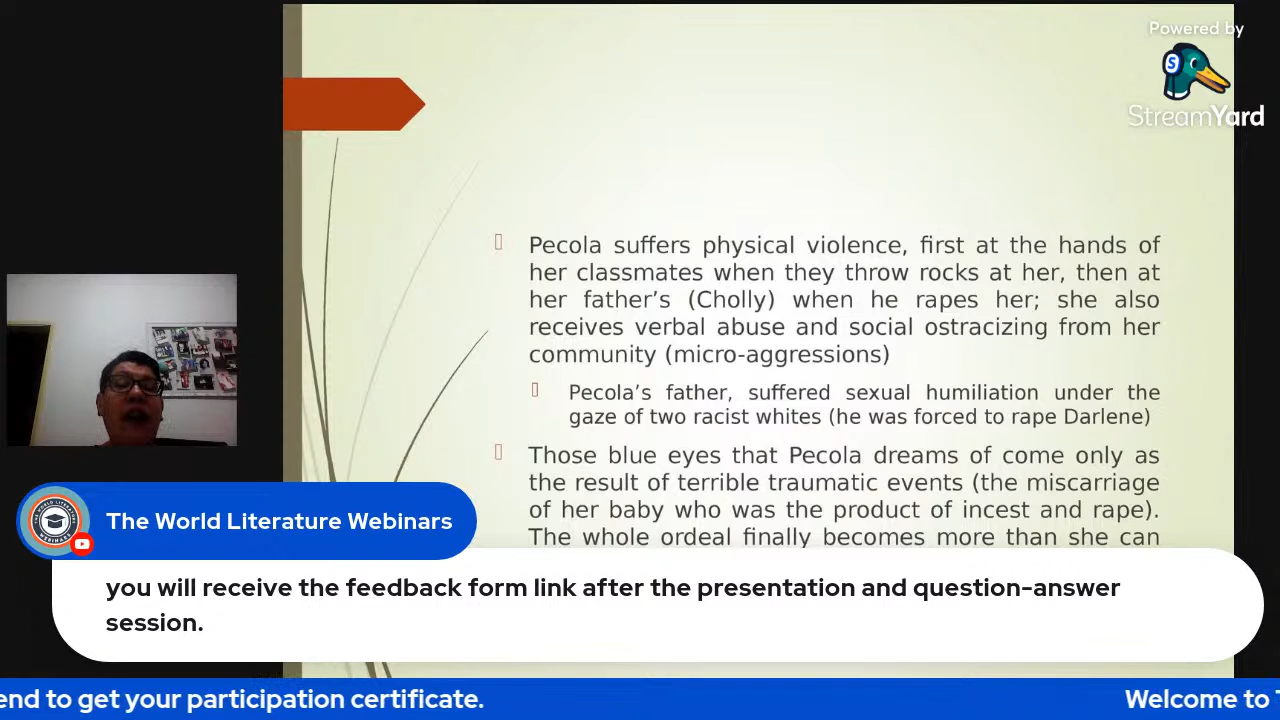 Powered by
StreamYard
Pecola suffers physical violence, first at the hands of
her classmates when they throw rocks at her, then at
her father’s (Cholly) when he rapes her; she also
receives verbal abuse and social ostracizing from her
community (micro-aggressions)
Pecola’s father, suffered sexual humiliation under the
gaze of two racist whites (he was forced to rape Darlene)
Those blue eyes that Pecola dreams of come only as
the result of terrible traumatic events (the miscarriage
of her baby who was the product of incest and rape).
The whole ordeal finally becomes more than she can
The World Literature Webinars
you will receive the feedback form link after the presentation and question-answer
session.
end to get your participation certificate.
Welcome to T